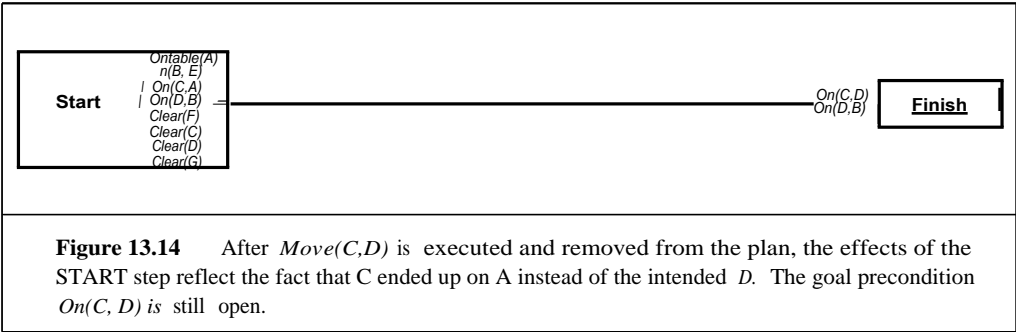 Ontable(A)
n(B, E)
| On(C,A)
Start
| On(D,B)
Clear(F)
Clear(C)
Clear(D)
Clear(G)
On(C,D)
On(D,B)
Finish
Figure 13.14 After Move(C,D) is executed and removed from the plan, the effects of the
START step reflect the fact that C ended up on A instead of the intended D. The goal precondition
On(C, D) is still open.